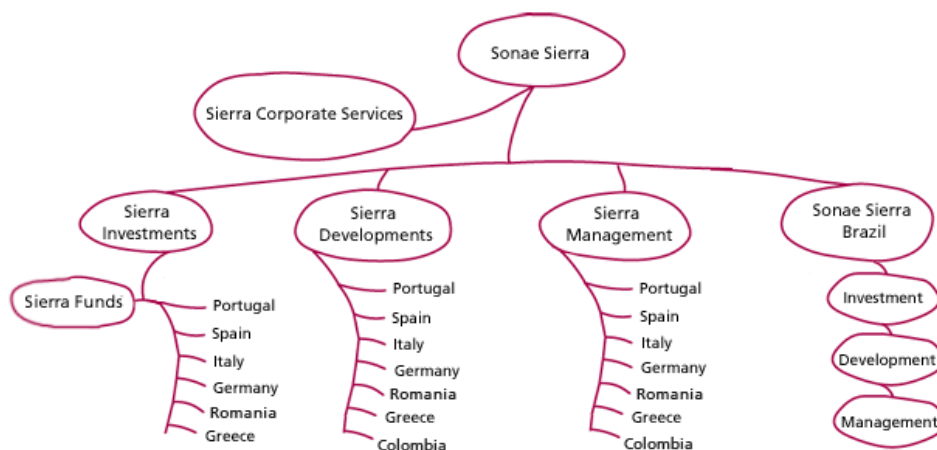 Sonae Sierra
Sierra Corporate Services
Sierra
Investments
Sierra
Developments
Sierra
Management
Sonae Sierra
Brazil
Sierra Funds
Portugal
Spain
Italy
Germany
Romania
Greece
Portugal
Spain
Italy
Germany
Romania
Greece
Colombia
Portugal
Spain
Italy
Germany
Romania
Greece
Colombia
Investment
Development
Management